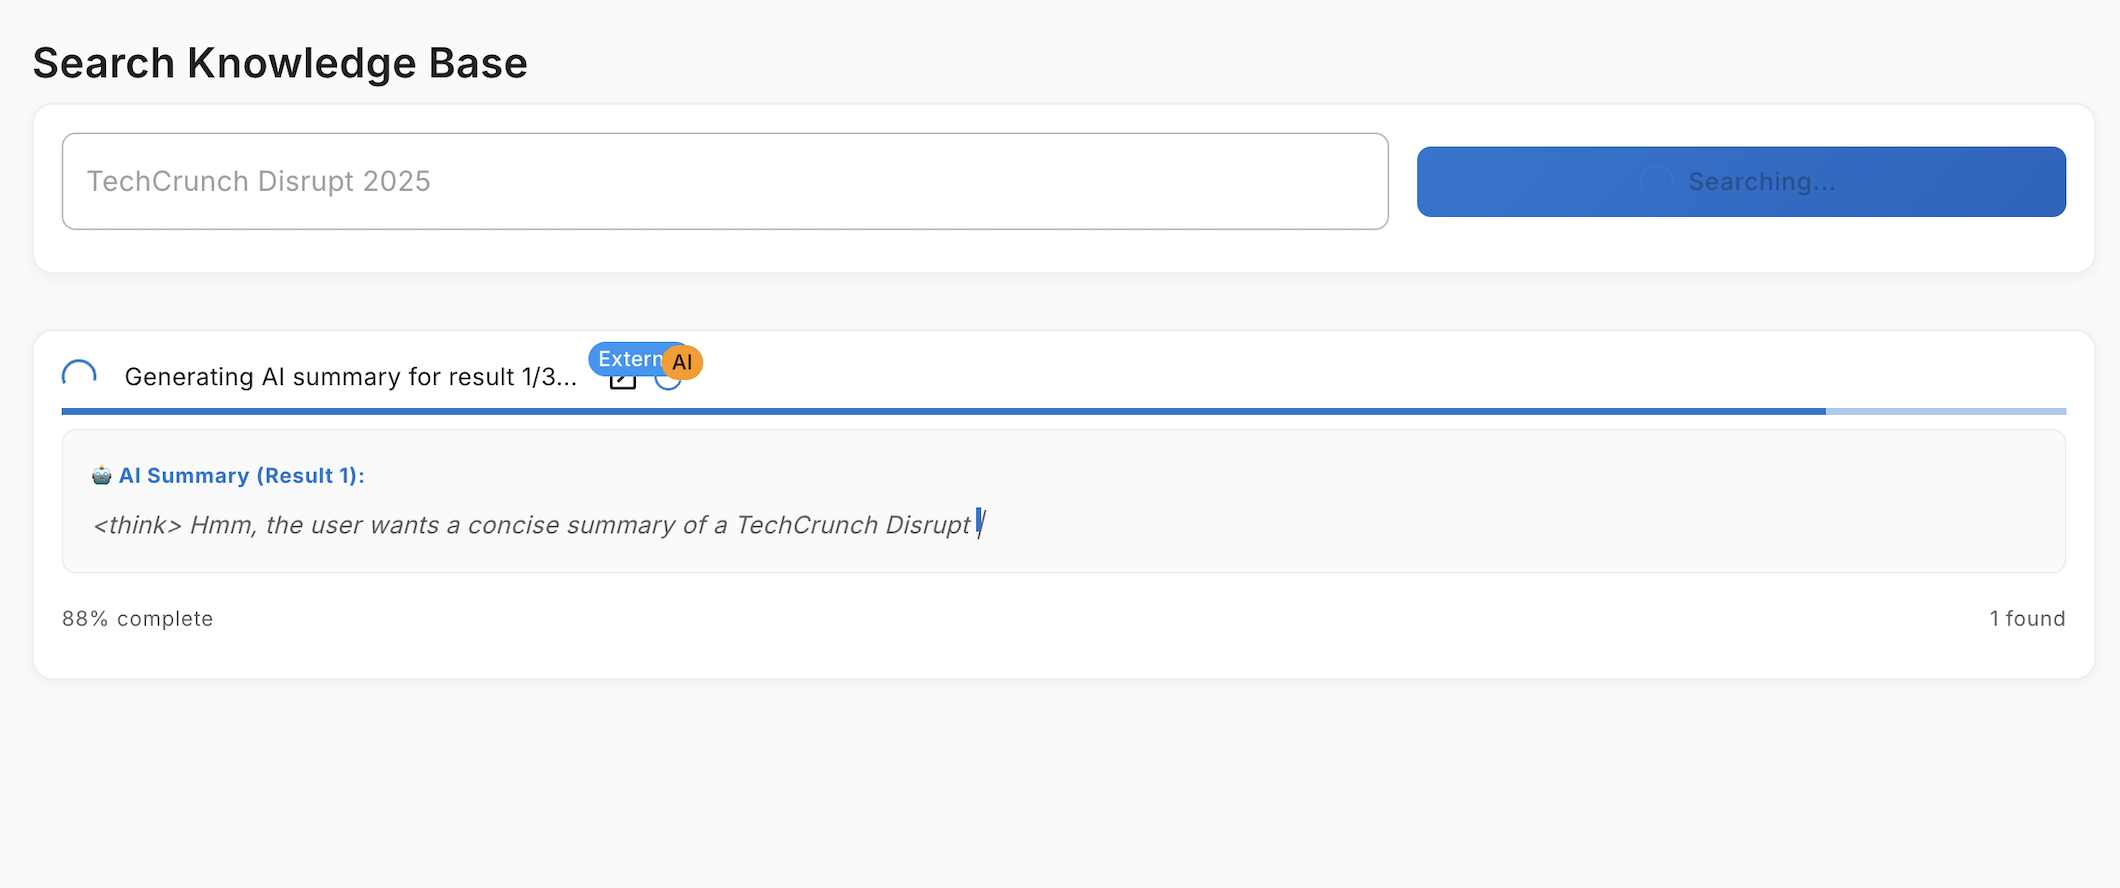 Search Knowledge Base
TechCrunch Disrupt 2025
Searching...
Generating AI summary for result 1/3...
Extern
AI
AI Summary (Result 1):
<think> Hmm, the user wants a concise summary of a TechCrunch Disrupt
88% complete
1 found